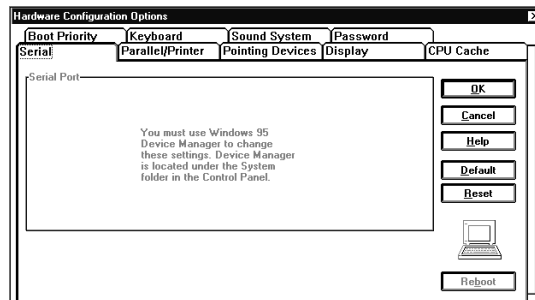 Hardware Configuration Options
Boot Priority Keyboard Sound System Password
Serial Parallel/Printer Pointing Devices Display CPU Cache
Serial Port
You must use Windows 95
Device Manager to change
these settings. Device Manager
is located under the System
folder in the Control Panel.
OK
Cancel
Help
Default
Reset
Reboot